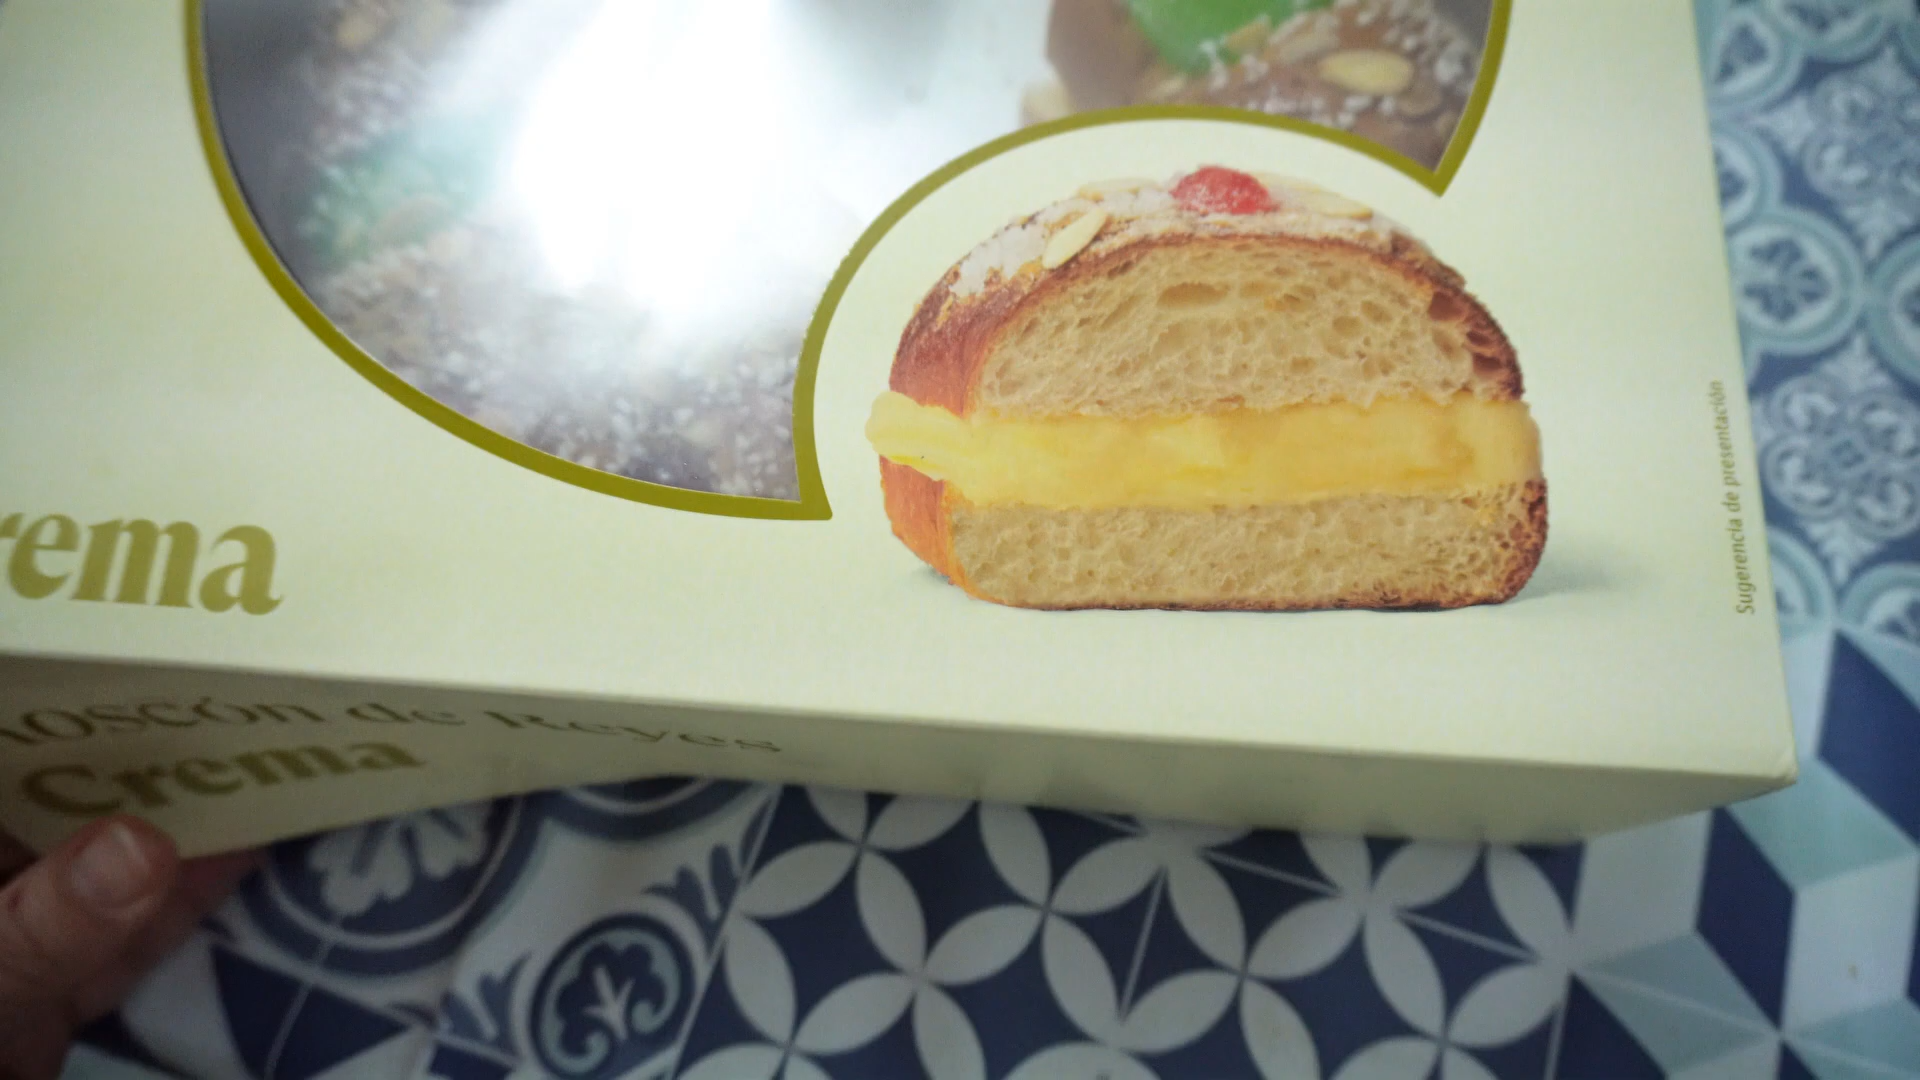 rema
Sugerencia de presentación
oscón de Reyes
Crema